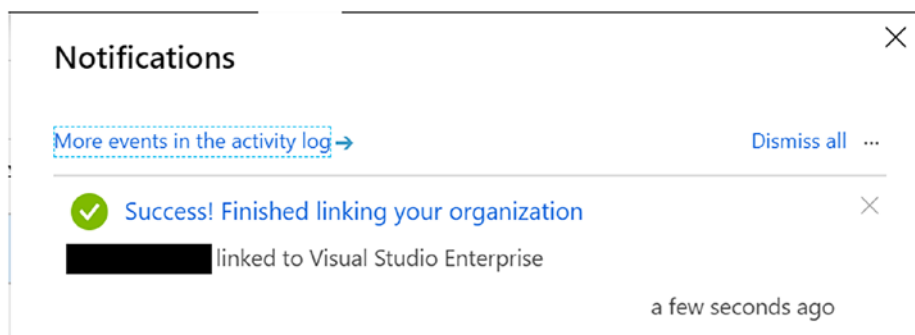 Notifications
More events in the activity log → Dismiss all ...
Success! Finished linking your organization
linked to Visual Studio Enterprise
a few seconds ago